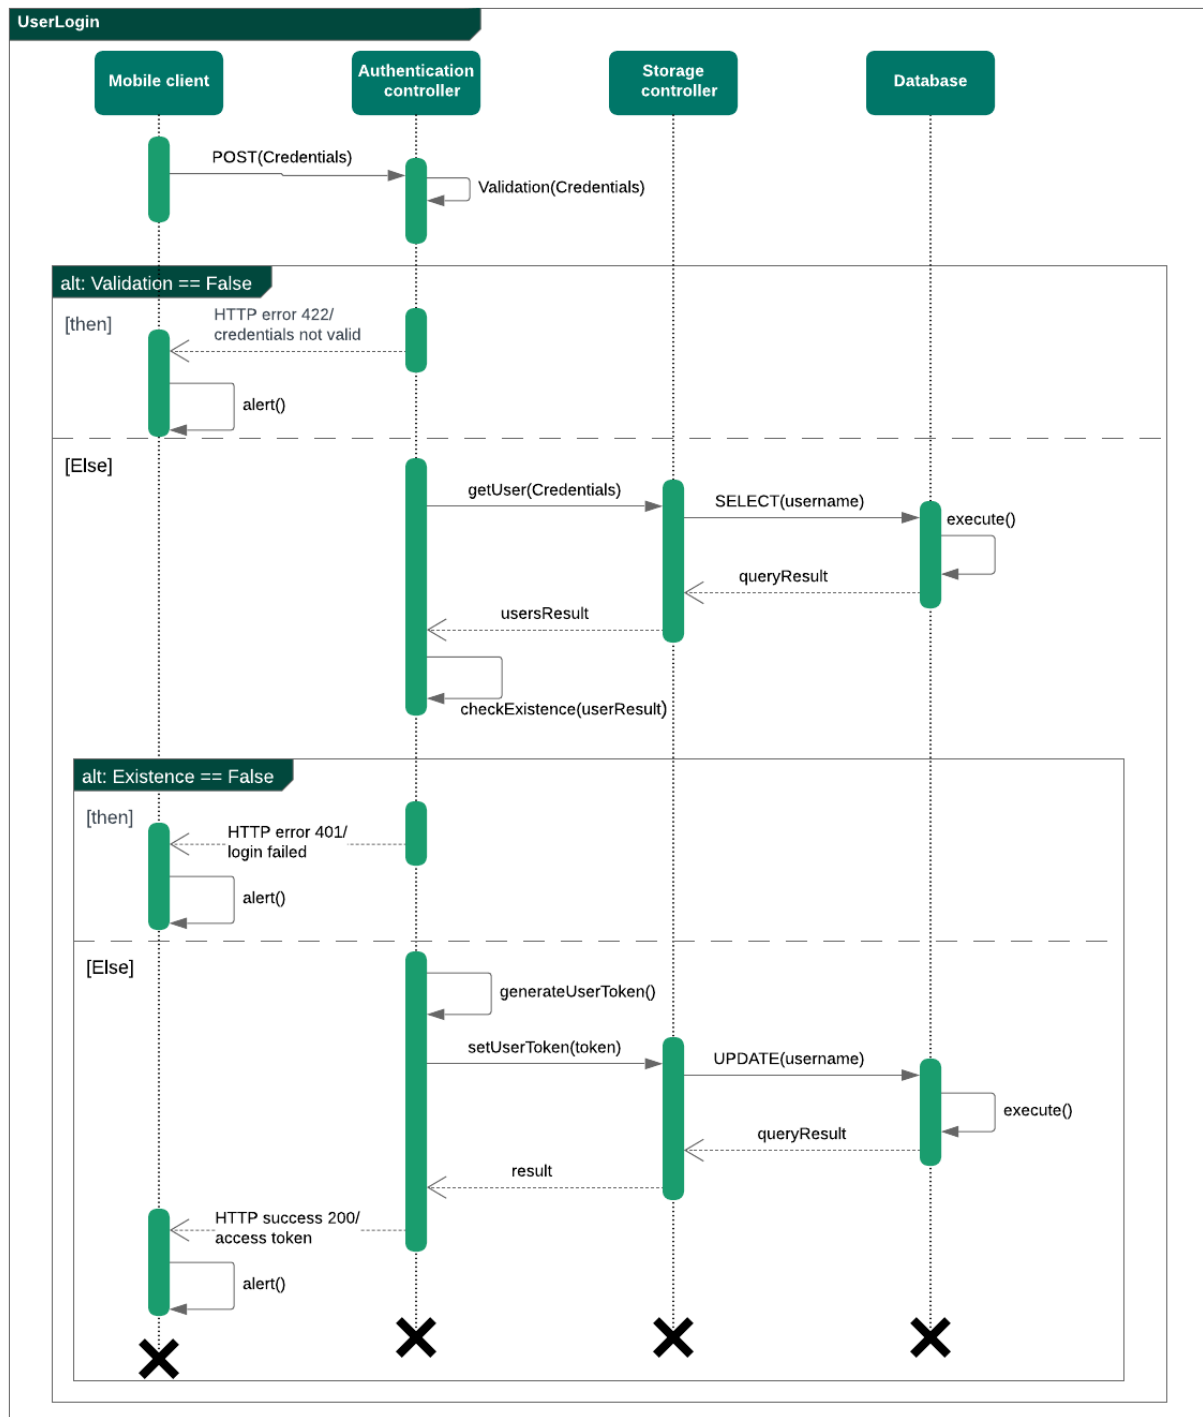 UserLogin
Mobile client
Authentication
controller
Storage
controller
Database
POST(Credentials)
Validation(Credentials)
alt: Validation == False
[then]
HTTP error 422/
credentials not valid
alert()
[Else]
getUser(Credentials)
SELECT(username)
execute()
queryResult
usersResult
checkExistence(userResult)
alt: Existence == False
[then]
HTTP error 401/
login failed
alert()
[Else]
generateUserToken()
setUserToken(token)
UPDATE(username)
execute()
queryResult
result
HTTP success 200/
access token
alert()